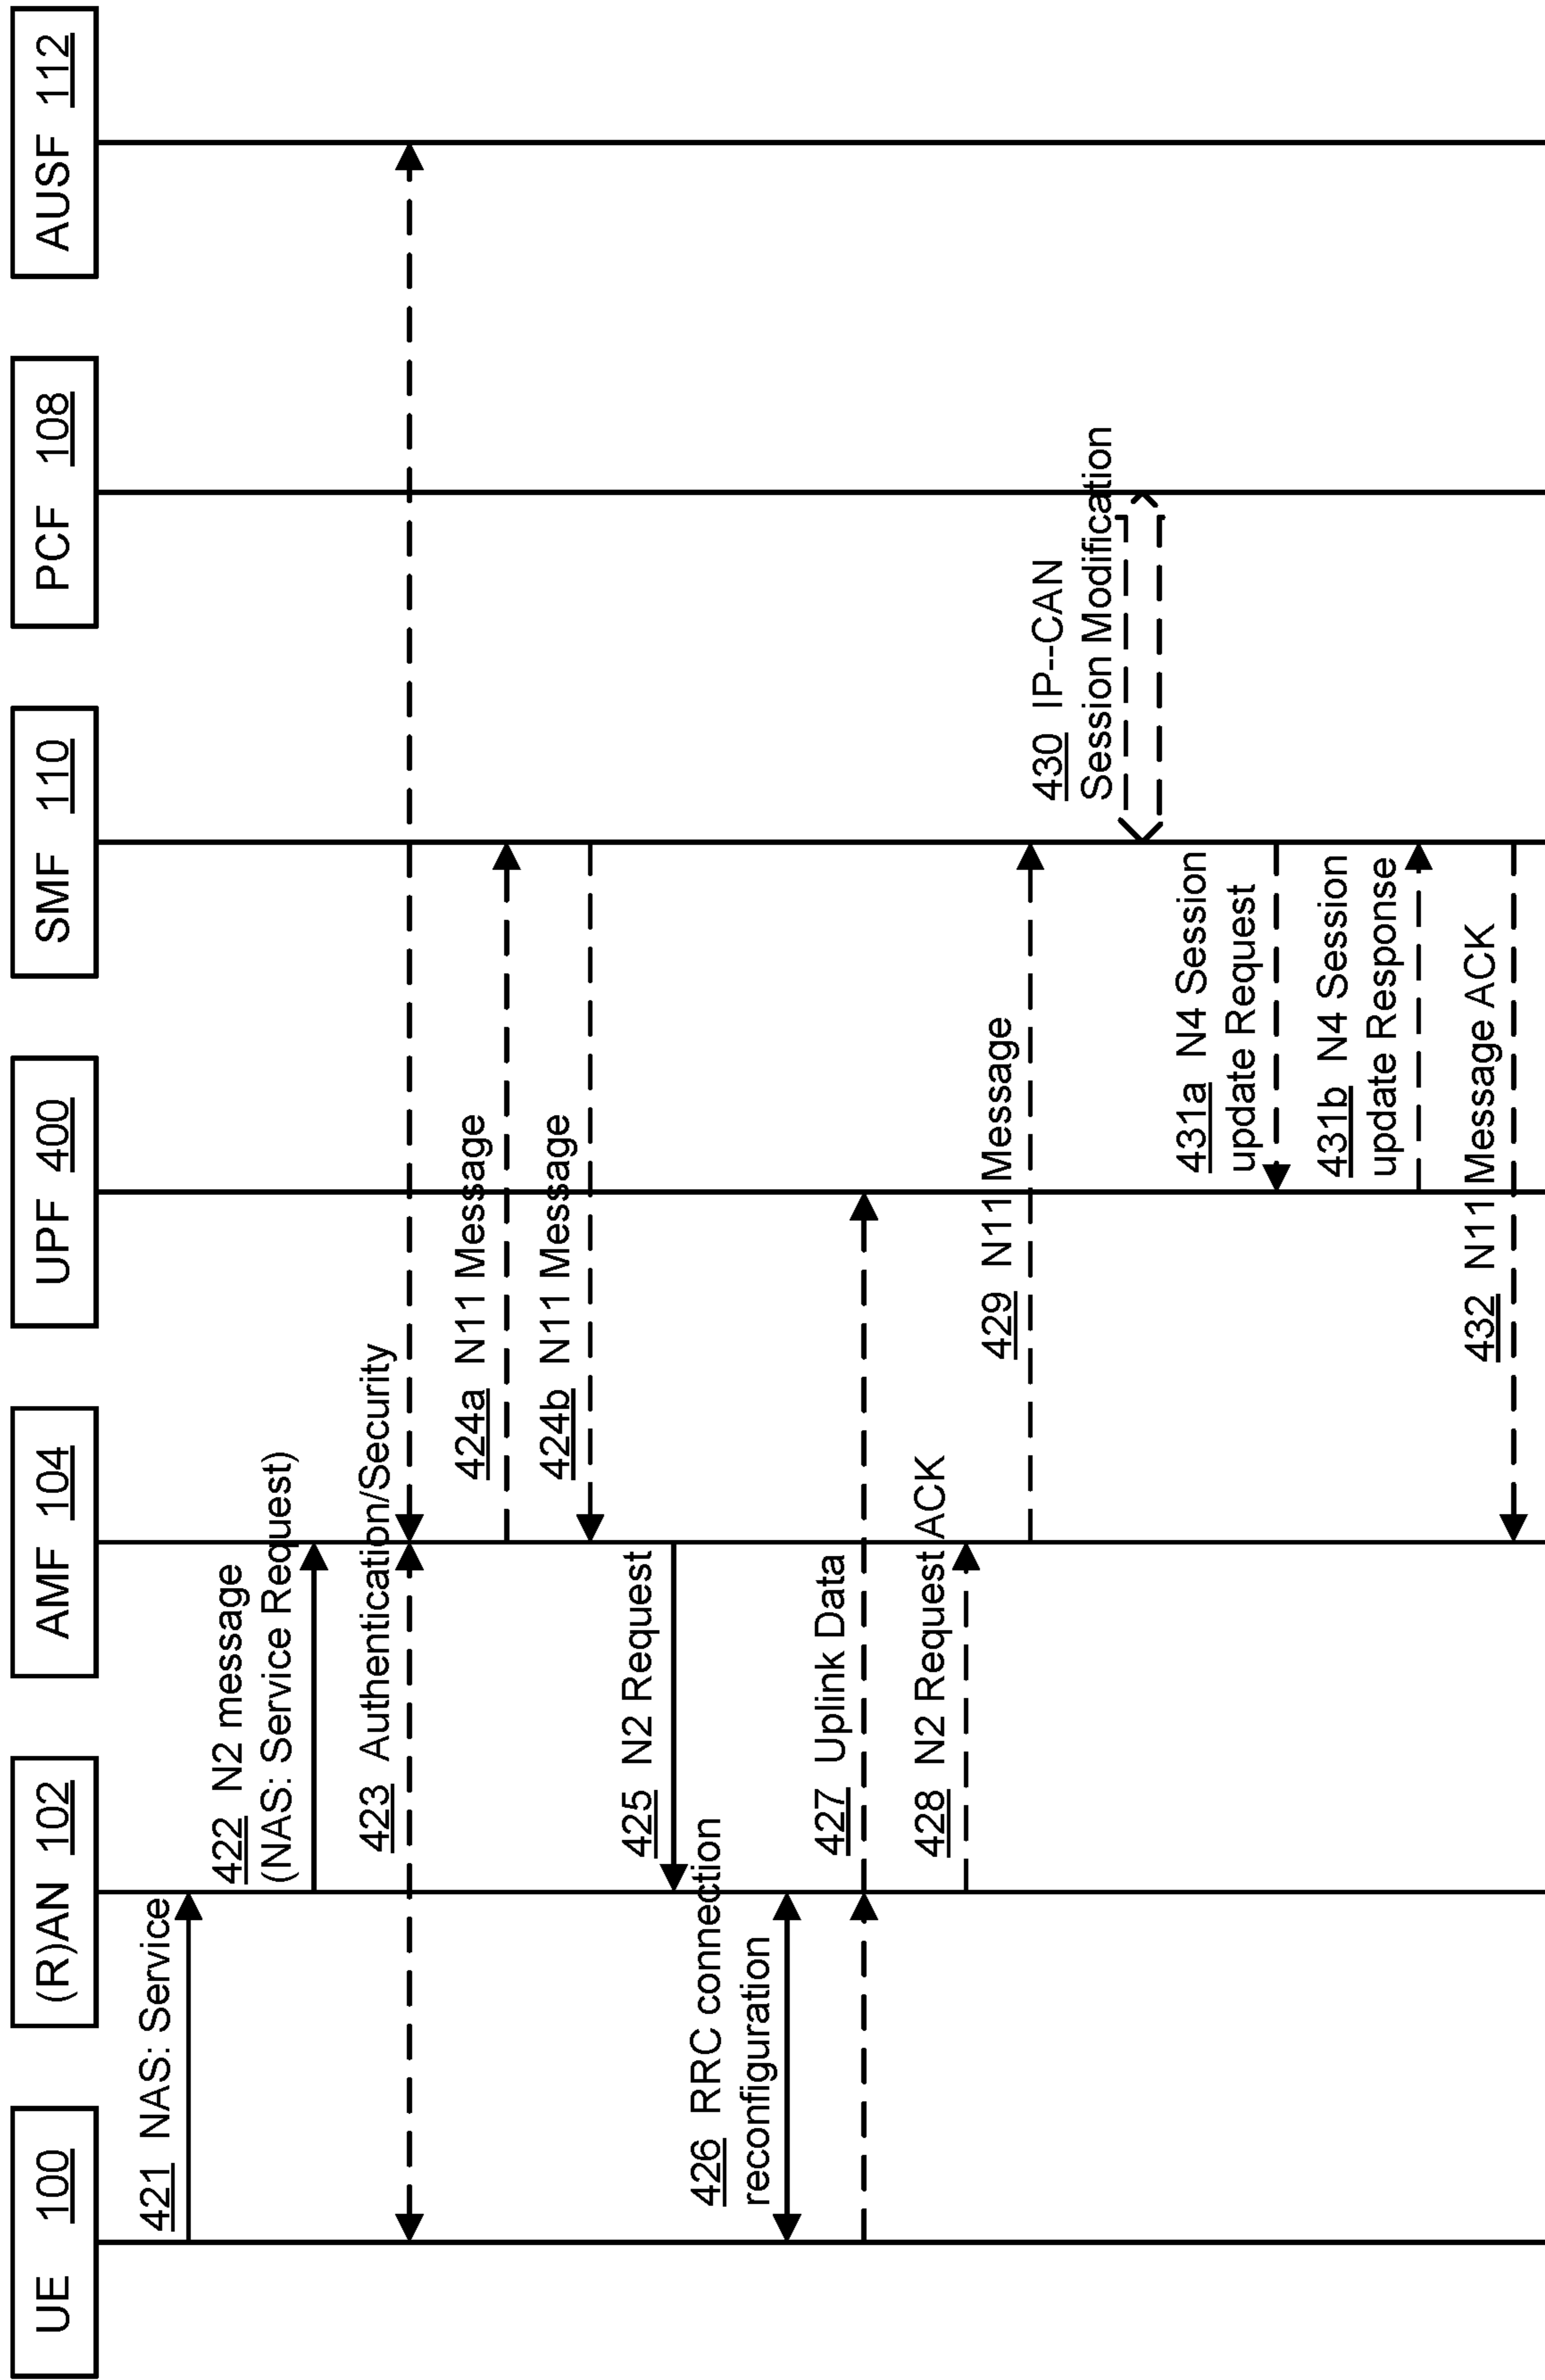 UE 100
(R)AN 102
AMF 104
UPF 400
SMF 110
PCF 108
AUSF 112
421 NAS: Service
422 N2 message
(NAS: Service Request)
423 Authentication/Security
424a N11 Message
424b N11 Message
425 N2 Request
426 RRC connection
reconfiguration
427 Uplink Data
428 N2 Request ACK
429 N11 Message
430 IP--CAN
Session Modification
431a N4 Session
update Request
431b N4 Session
update Response
432 N11 Message ACK